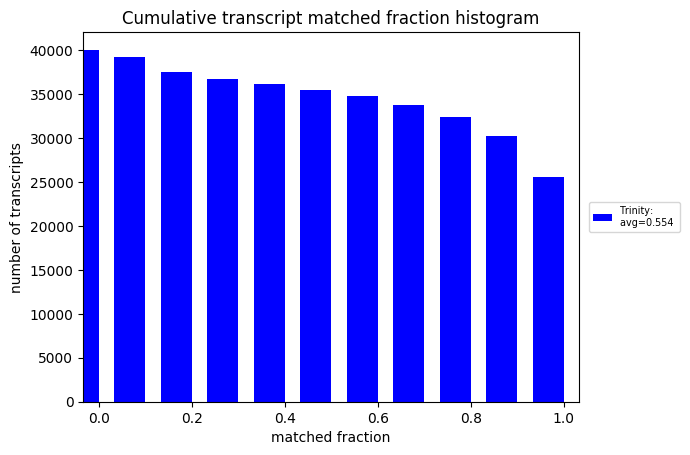 Cumulative transcript matched fraction histogram
number of transcripts
40000
35000
30000
25000
20000
15000
10000
5000
0
0.0 0.2 0.4 0.6 0.8 1.0
matched fraction
Trinity:
avg=0.554